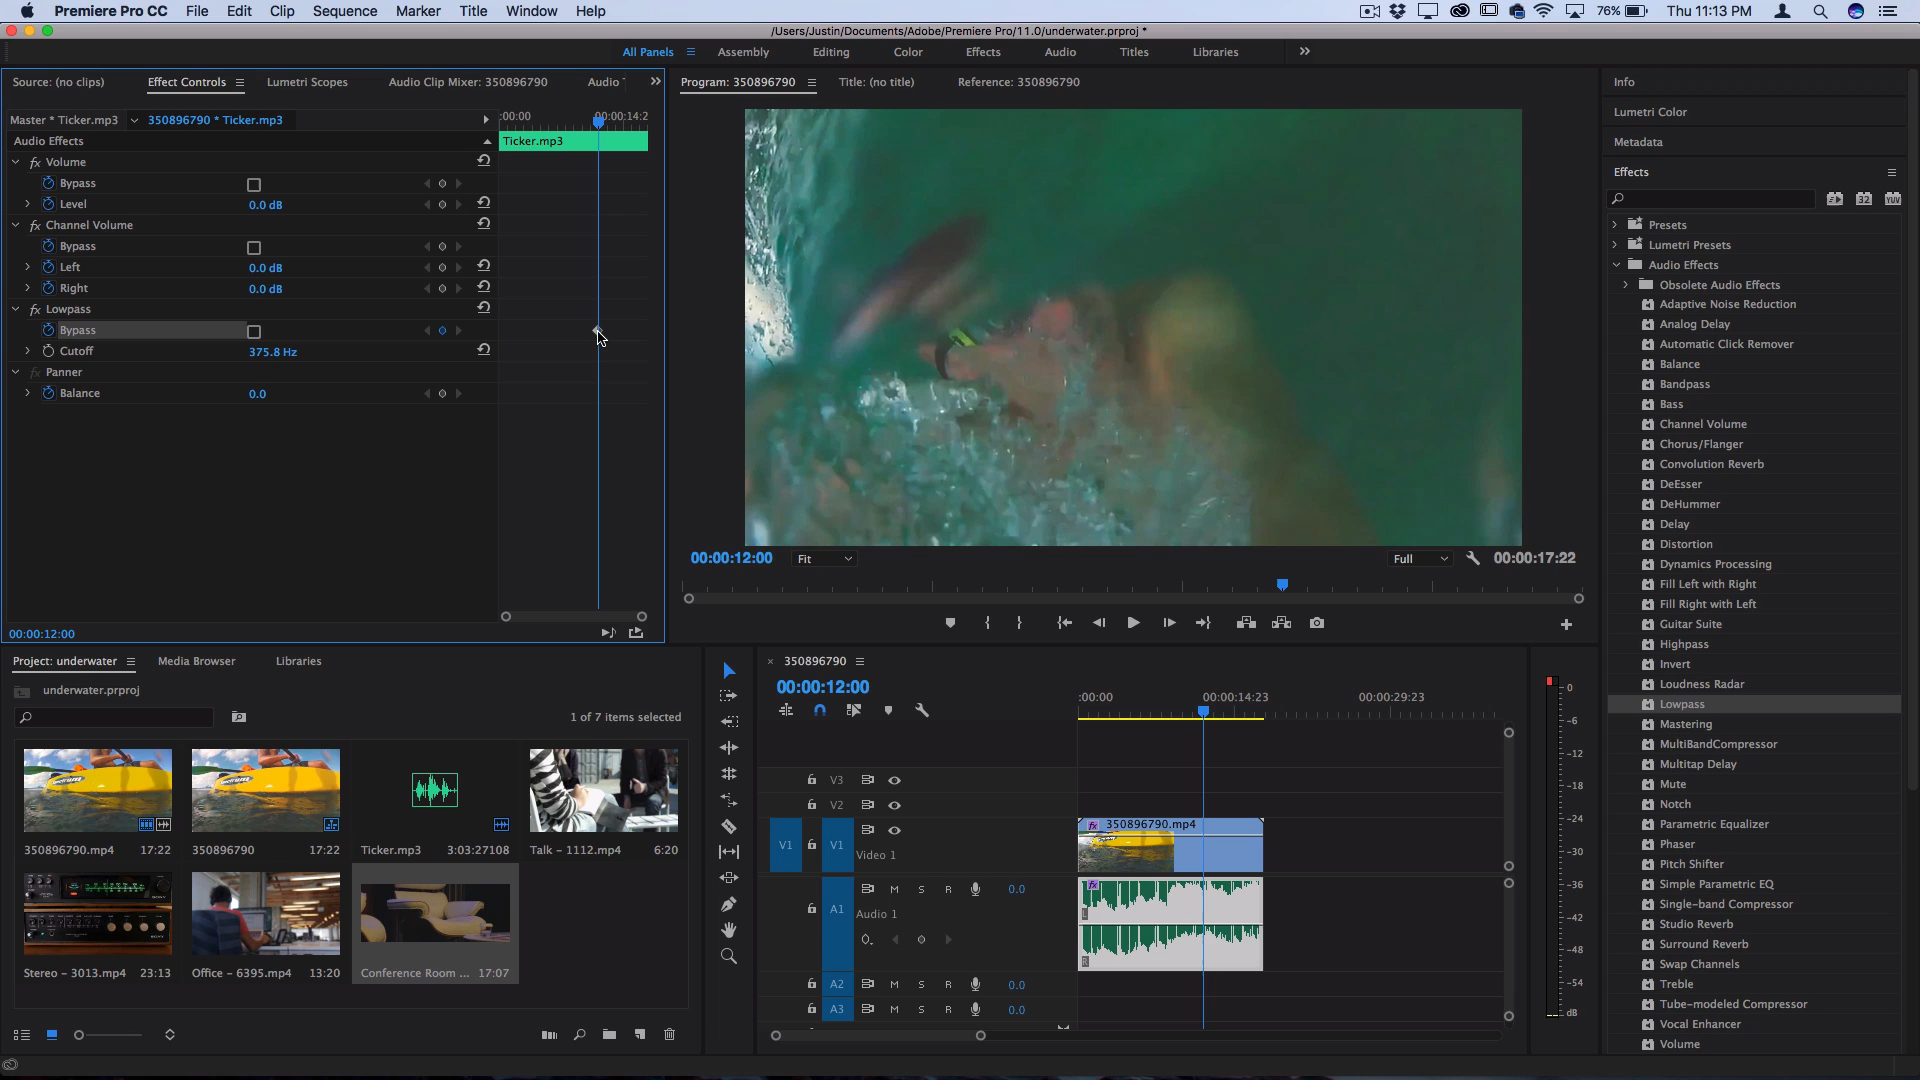 Premiere Pro CC File Edit Clip Sequence Marker Title Window Help 76% Thu 11:13 PM
/Users/Justin/Documents/Adobe/Premiere Pro/11.0/underwater.prproj *
All Panels Assembly Editing Color Effects Audio Titles Libraries
Source: (no clips) Effect Controls Lumetri Scopes Audio Clip Mixer: 350896790 Audio
Master * Ticker.mp3 350896790 * Ticker.mp3
:00:00 00:00:14:2
Audio Effects
Ticker.mp3
Volume
Bypass
Level 0.0 dB
Channel Volume
Bypass
Left 0.0 dB
Right 0.0 dB
Lowpass
Bypass
Cutoff 375.8 Hz
Panner
Balance 0.0
00:00:12:00
Program: 350896790 Title: (no title) Reference: 350896790
00:00:12:00 Fit Full 00:00:17:22
Info
Lumetri Color
Metadata
Effects
32 YUV
Presets
Lumetri Presets
Audio Effects
Obsolete Audio Effects
Adaptive Noise Reduction
Analog Delay
Automatic Click Remover
Balance
Bandpass
Bass
Channel Volume
Chorus/Flanger
Convolution Reverb
DeEsser
DeHummer
Delay
Distortion
Dynamics Processing
Fill Left with Right
Fill Right with Left
Guitar Suite
Highpass
Invert
Loudness Radar
Lowpass
Mastering
MultiBandCompressor
Multitap Delay
Mute
Notch
Parametric Equalizer
Phaser
Pitch Shifter
Simple Parametric EQ
Single-band Compressor
Studio Reverb
Surround Reverb
Swap Channels
Treble
Tube-modeled Compressor
Vocal Enhancer
Volume
Project: underwater Media Browser Libraries
underwater.prproj
1 of 7 items selected
350896790.mp4 17:22
350896790 17:22
Ticker.mp3 3:03:27108
Talk - 1112.mp4 6:20
Stereo - 3013.mp4 23:13
Office - 6395.mp4 13:20
Conference Room ... 17:07
× 350896790
00:00:12:00
:00:00 00:00:14:23 00:00:29:23
V3
V2
V1 V1
Video 1
350896790.mp4
fx
A1 M S R 0.0
Audio 1
fx
L
R
A2 M S R 0.0
A3 M S R 0.0
0
-6
-12
-18
-24
-30
-36
-42
-48
-54
dB